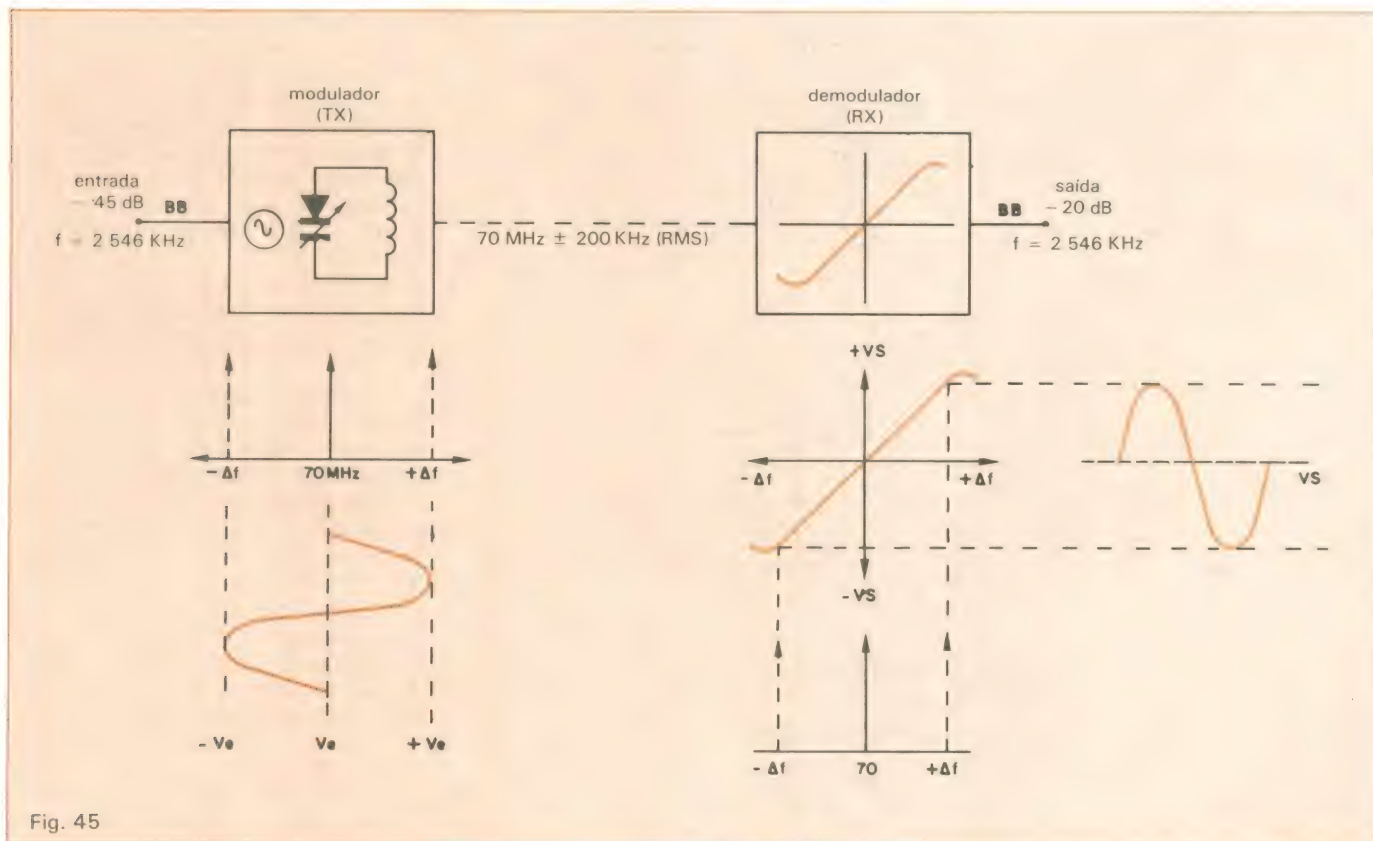 modulador
(TX)
demodulador
(RX)
entrada
- 45 dB
BB
f = 2 546 KHz
70 MHz ± 200 KHz (RMS)
BB
saída
- 20 dB
f = 2 546 KHz
- Δf
70 MHz
+ Δf
- Ve
Ve
+ Ve
+ VS
- Δf
+ Δf
- VS
VS
- Δf
70
+Δf
Fig. 45